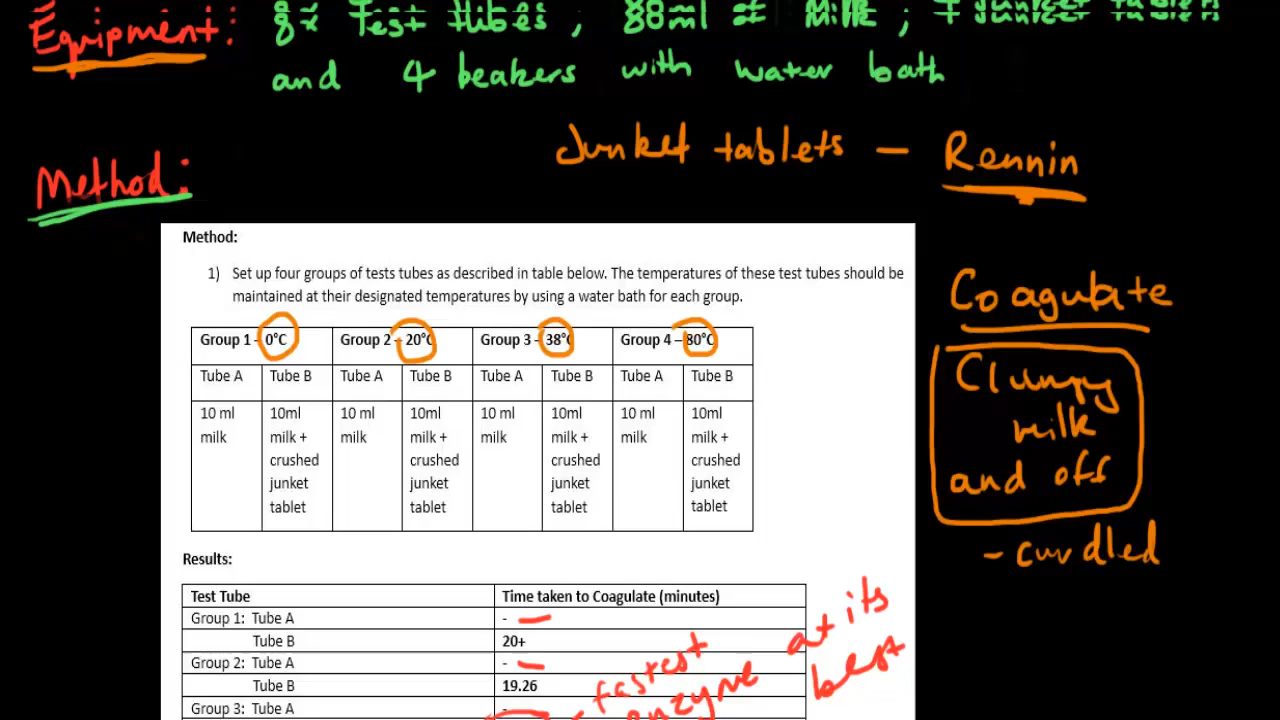 Equipment: 8x Test tubes, 80ml of Milk,
and 4 beakers with water bath
Junket tablets – Rennin
Method:
Method:
1) Set up four groups of tests tubes as described in table below. The temperatures of these test tubes should be
maintained at their designated temperatures by using a water bath for each group.
Group 1 – 0°C Group 2 – 20°C Group 3 – 38°C Group 4 – 80°C
Tube A Tube B Tube A Tube B Tube A Tube B Tube A Tube B
10 ml 10ml 10 ml 10ml 10 ml 10ml 10 ml 10ml
milk milk + milk milk + milk milk + milk milk +
crushed crushed crushed crushed
junket junket junket junket
tablet tablet tablet tablet
Coagulate
Clumpy
milk
and off
- curdled
Results:
Test Tube Time taken to Coagulate (minutes)
Group 1: Tube A -
Tube B 20+
Group 2: Tube A -
Tube B 19.26
Group 3: Tube A -
- fastest
enzyme at its
best